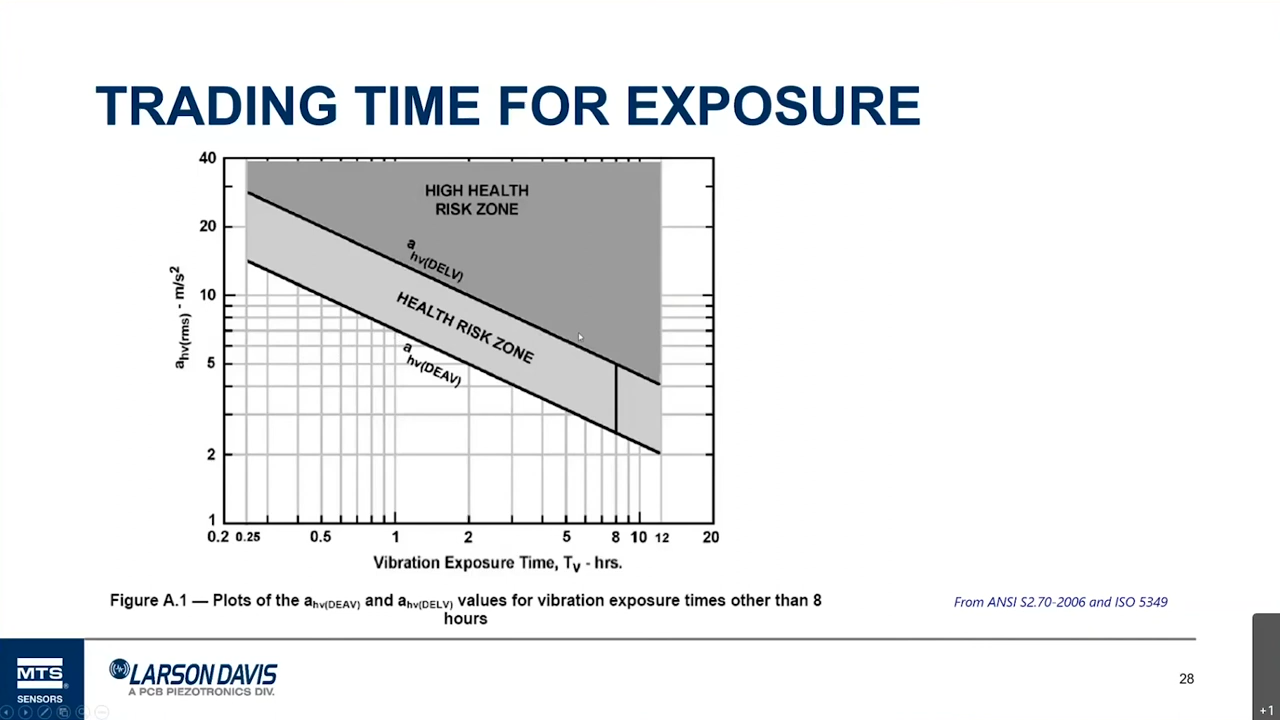 TRADING TIME FOR EXPOSURE
40
20
10
5
2
1
a hv(rms) - m/s²
HIGH HEALTH
RISK ZONE
a hv(DELV)
HEALTH RISK ZONE
a hv(DEAV)
0.2 0.25 0.5 1 2 5 8 10 12 20
Vibration Exposure Time, Tv - hrs.
Figure A.1 — Plots of the ahv(DEAV) and ahv(DELV) values for vibration exposure times other than 8
hours
From ANSI S2.70-2006 and ISO 5349
MTS
SENSORS
LARSON DAVIS
A PCB PIEZOTRONICS DIV.
28
+1